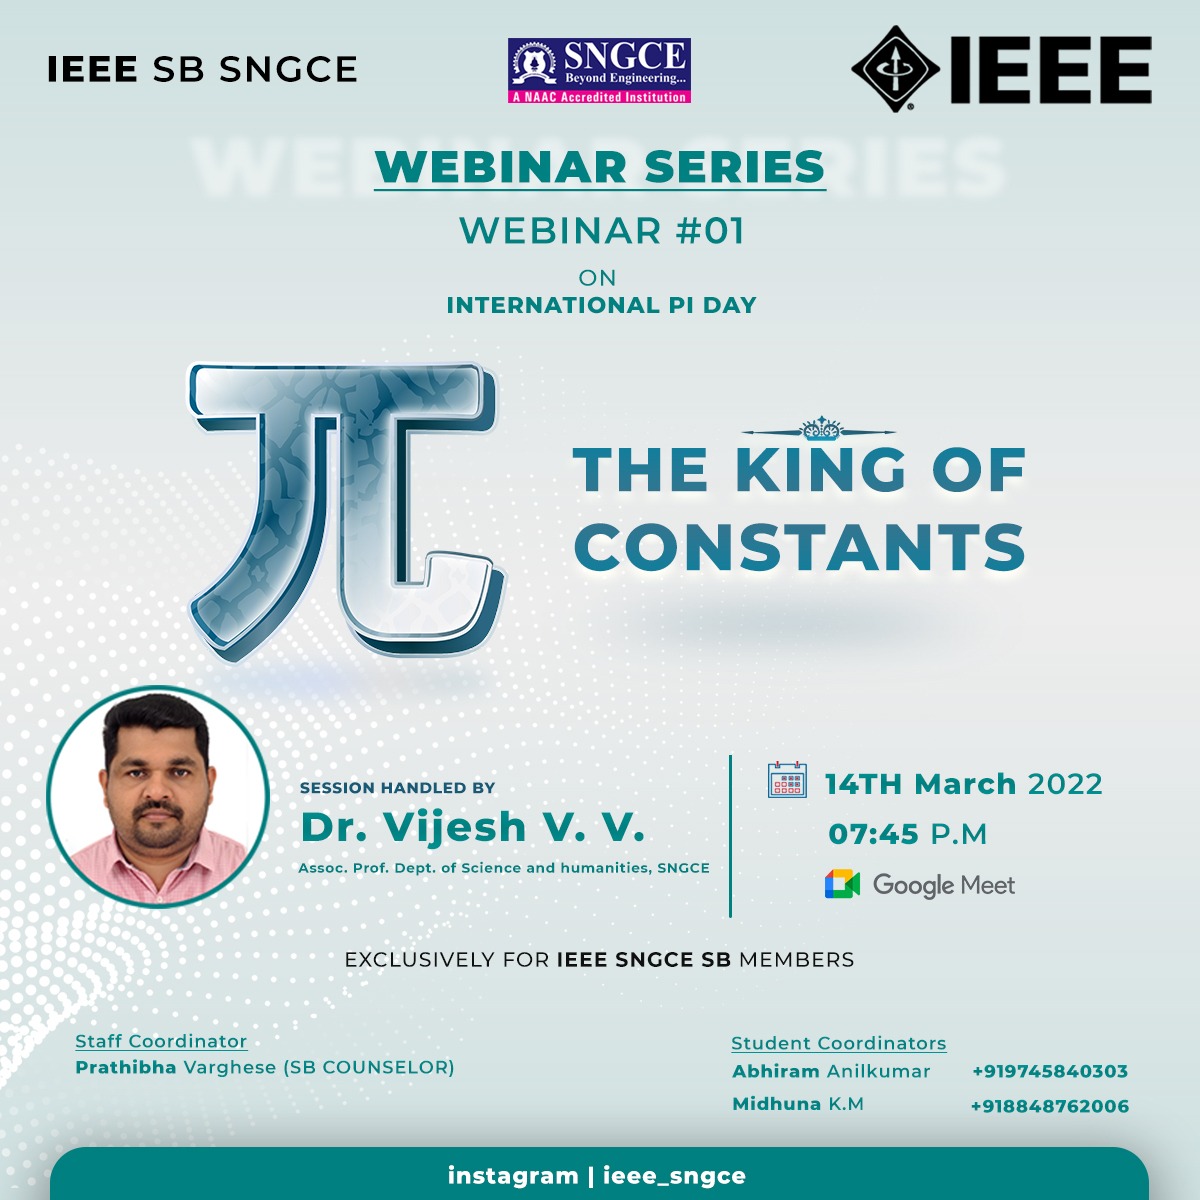 IEEE SB SNGCE
SNGCE
Beyond Engineering...
A NAAC Accredited Institution
IEEE
WEBINAR SERIES
WEBINAR SERIES
WEBINAR #01
ON
INTERNATIONAL PI DAY
π
THE KING OF
CONSTANTS
SESSION HANDLED BY
Dr. Vijesh V. V.
Assoc. Prof. Dept. of Science and humanities, SNGCE
14TH March 2022
07:45 P.M
Google Meet
EXCLUSIVELY FOR IEEE SNGCE SB MEMBERS
Staff Coordinator
Prathibha Varghese (SB COUNSELOR)
Student Coordinators
Abhiram Anilkumar +919745840303
Midhuna K.M +918848762006
instagram | ieee_sngce